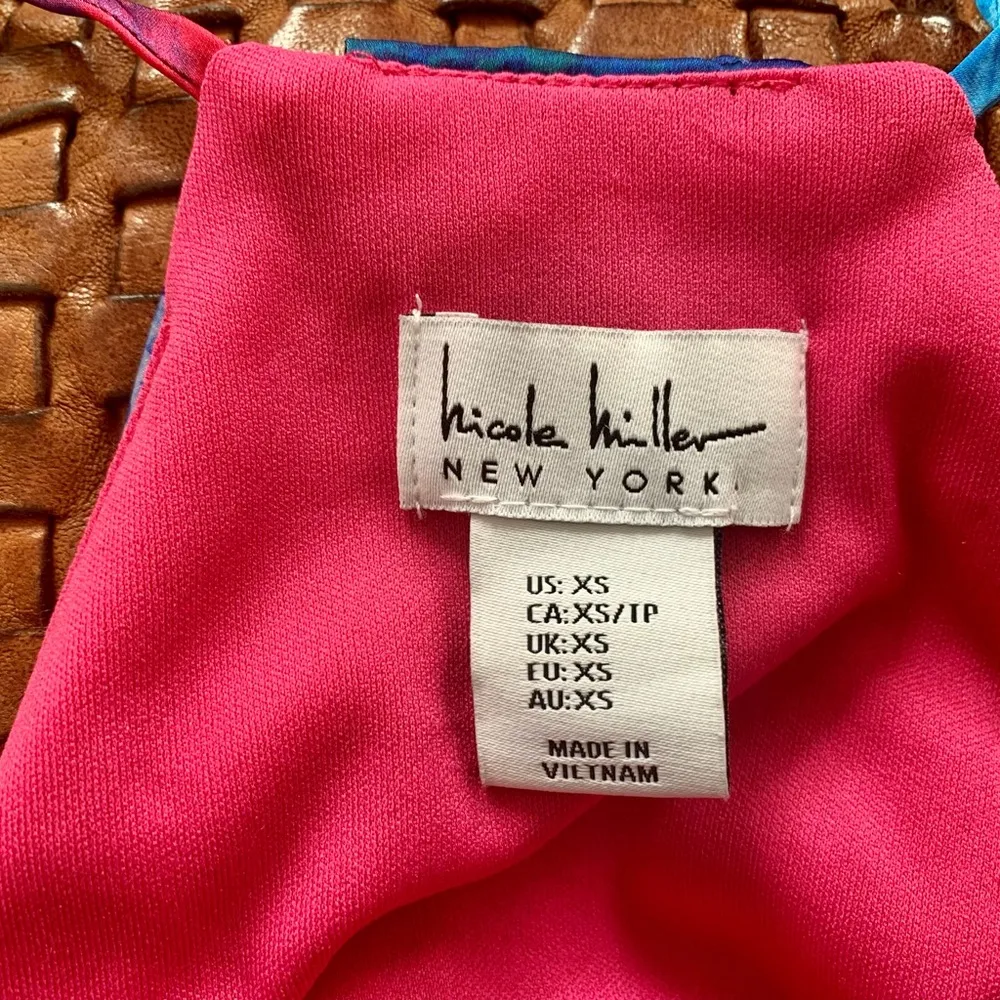 nicole miller
NEW YORK
US: XS
CA:XS/TP
UK:XS
EU:XS
AU:XS
MADE IN
VIETNAM